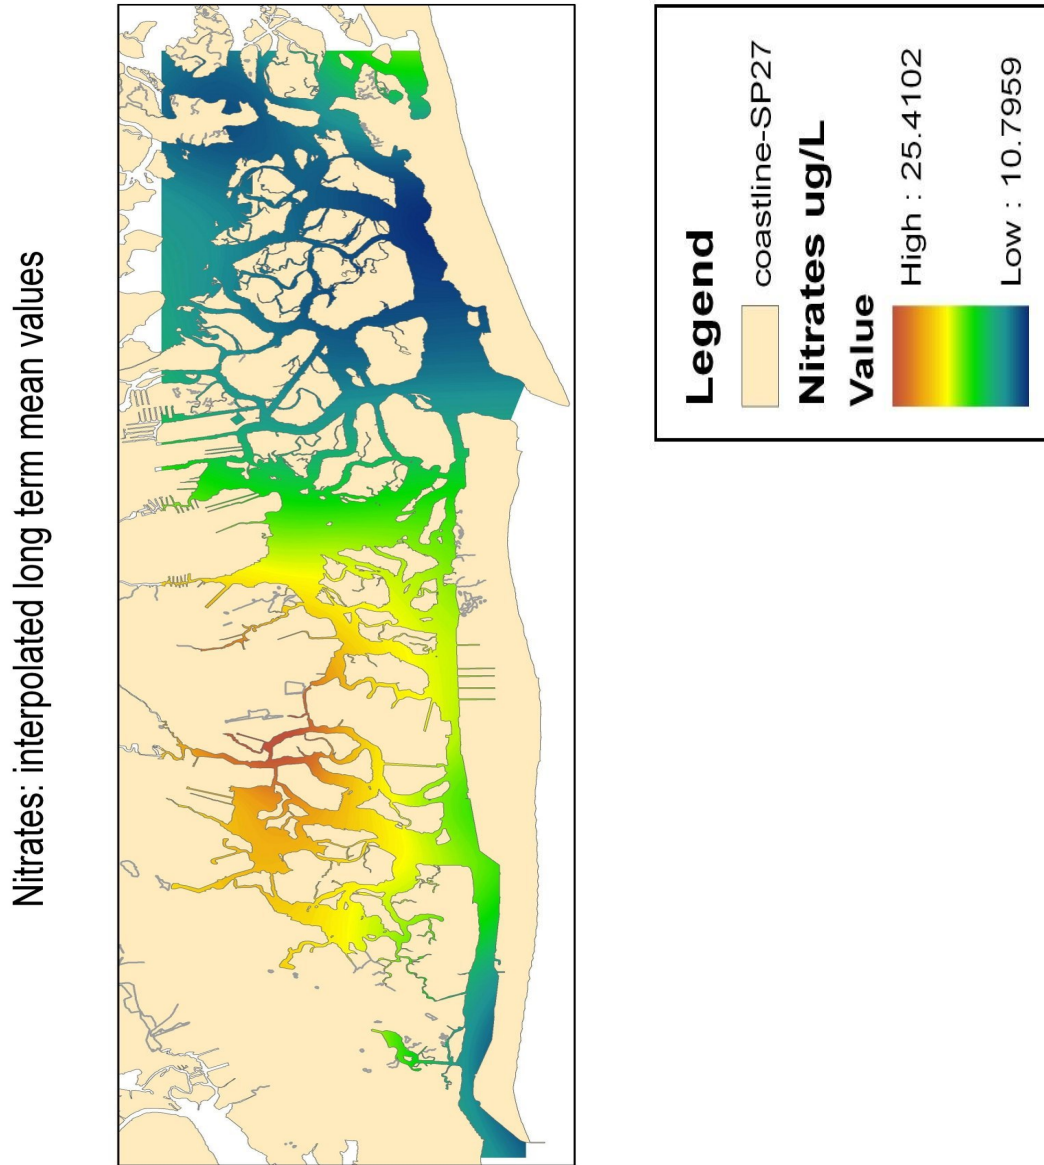 Nitrates: interpolated long term mean values
Legend
coastline-SP27
Nitrates ug/L
Value
High : 25.4102
Low : 10.7959